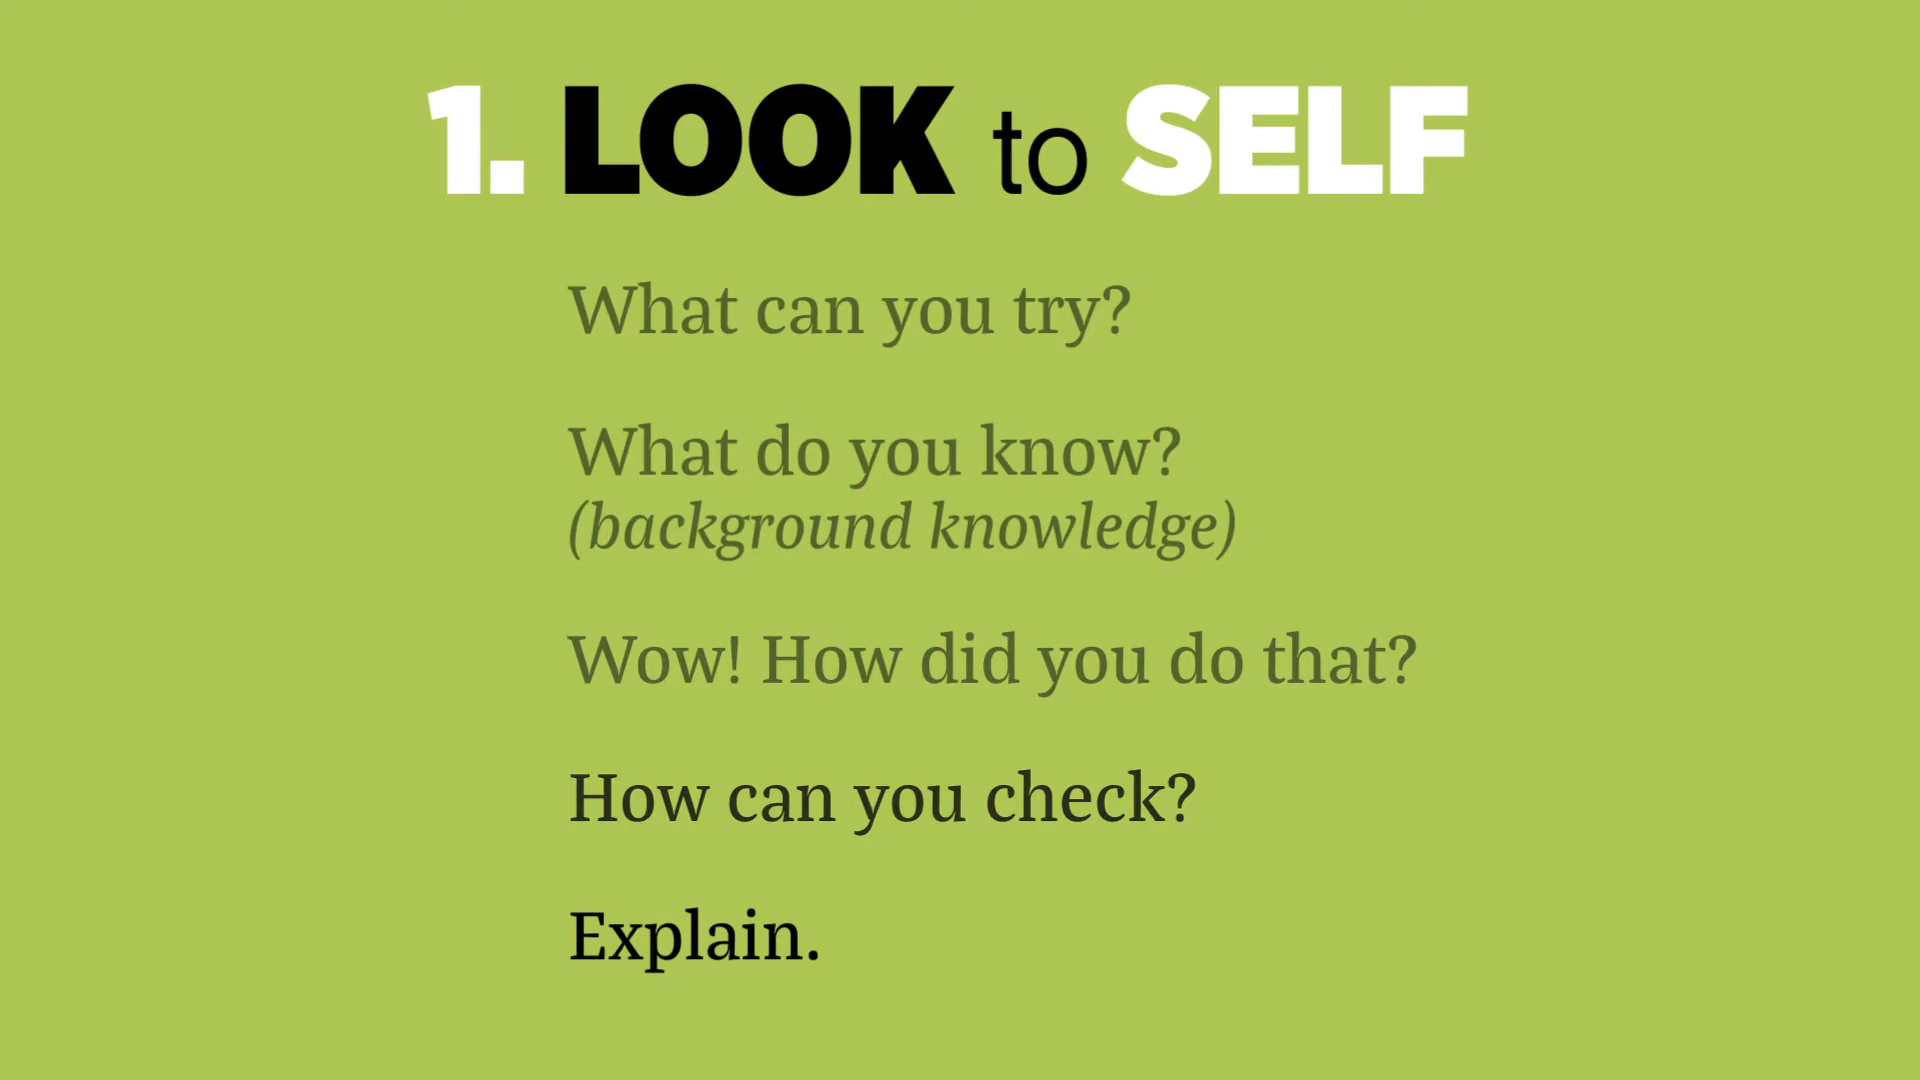 1. LOOK to SELF
What can you try?
What do you know?
(background knowledge)
Wow! How did you do that?
How can you check?
Explain.